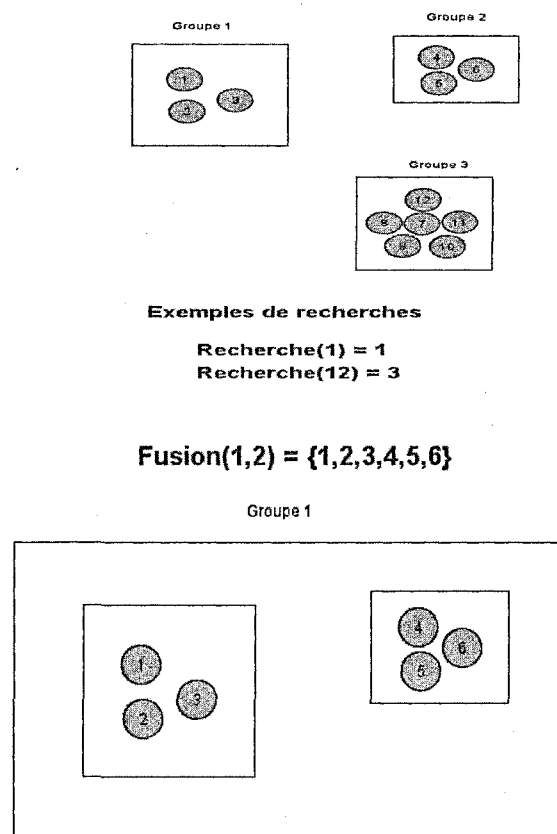 Groupe 1
Groupe 2
1
2
3
4
5
6
Groupe 3
12
8
7
11
9
10
Exemples de recherches
Recherche(1) = 1
Recherche(12) = 3
Fusion(1,2) = {1,2,3,4,5,6}
Groupe 1
1
2
3
4
5
6